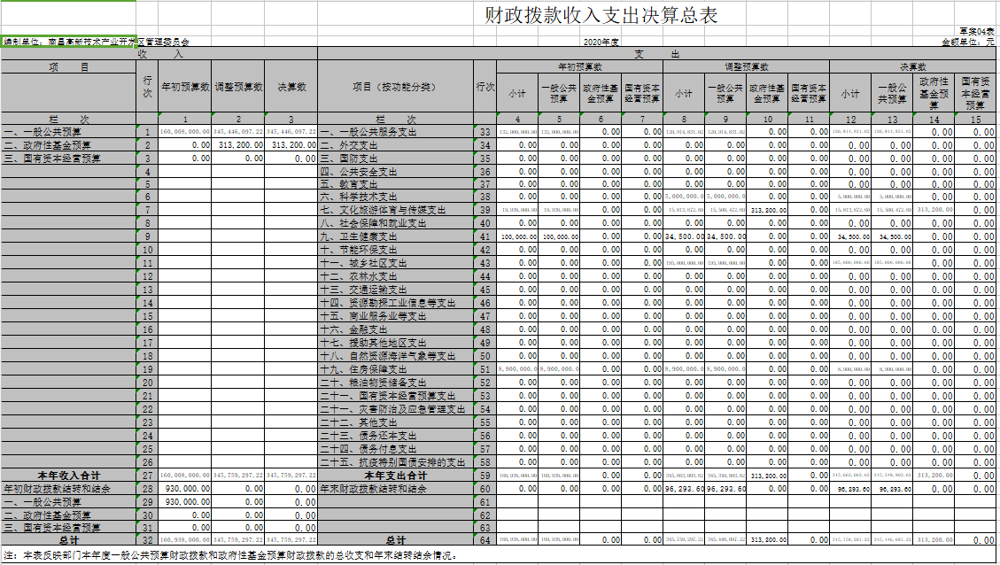 财政拨款收入支出决算总表
草案04表
编制单位：南昌高新技术产业开发区管理委员会 2020年度 金额单位：元
收 入 支 出
项 目 行次 年初预算数 调整预算数 决算数 项目（按功能分类） 行次 年初预算数 调整预算数 决算数
小计 一般公共预算 政府性基金预算 国有资本经营预算 小计 一般公共预算 政府性基金预算 国有资本经营预算 小计 一般公共预算 政府性基金预算 国有资本经营预算
栏 次 1 2 3 栏 次 4 5 6 7 8 9 10 11 12 13 14 15
一、一般公共预算 1 160,008,000.00 345,446,097.22 345,446,097.22 一、一般公共服务支出 33 132,000,000.00 132,000,000.00 0.00 0.00 120,914,831.02 120,914,831.02 0.00 0.00 120,914,831.02 120,914,831.02 0.00 0.00
二、政府性基金预算 2 0.00 313,200.00 313,200.00 二、外交支出 34 0.00 0.00 0.00 0.00 0.00 0.00 0.00 0.00 0.00 0.00 0.00 0.00
三、国有资本经营预算 3 0.00 0.00 0.00 三、国防支出 35 0.00 0.00 0.00 0.00 0.00 0.00 0.00 0.00 0.00 0.00 0.00 0.00
4 四、公共安全支出 36 0.00 0.00 0.00 0.00 0.00 0.00 0.00 0.00 0.00 0.00 0.00 0.00
5 五、教育支出 37 0.00 0.00 0.00 0.00 0.00 0.00 0.00 0.00 0.00 0.00 0.00 0.00
6 六、科学技术支出 38 0.00 0.00 0.00 0.00 5,000,000.0 5,000,000.0 0.00 0.00 5,000,000.00 5,000,000.00 0.00 0.00
7 七、文化旅游体育与传媒支出 39 19,938,000.00 19,938,000.00 0.00 0.00 15,813,672.60 15,500,472.60 313,200.00 0.00 15,813,672.60 15,500,472.60 313,200.00 0.00
8 八、社会保障和就业支出 40 0.00 0.00 0.00 0.00 0.00 0.00 0.00 0.00 0.00 0.00 0.00 0.00
9 九、卫生健康支出 41 100,000.00 100,000.00 0.00 0.00 34,500.00 34,500.00 0.00 0.00 34,500.00 34,500.00 0.00 0.00
10 十、节能环保支出 42 0.00 0.00 0.00 0.00 0.00 0.00 0.00 0.00 0.00 0.00 0.00 0.00
11 十一、城乡社区支出 43 0.00 0.00 0.00 0.00 195,000,000.00 195,000,000.00 0.00 0.00 195,000,000.00 195,000,000.00 0.00 0.00
12 十二、农林水支出 44 0.00 0.00 0.00 0.00 0.00 0.00 0.00 0.00 0.00 0.00 0.00 0.00
13 十三、交通运输支出 45 0.00 0.00 0.00 0.00 0.00 0.00 0.00 0.00 0.00 0.00 0.00 0.00
14 十四、资源勘探工业信息等支出 46 0.00 0.00 0.00 0.00 0.00 0.00 0.00 0.00 0.00 0.00 0.00 0.00
15 十五、商业服务业等支出 47 0.00 0.00 0.00 0.00 0.00 0.00 0.00 0.00 0.00 0.00 0.00 0.00
16 十六、金融支出 48 0.00 0.00 0.00 0.00 0.00 0.00 0.00 0.00 0.00 0.00 0.00 0.00
17 十七、援助其他地区支出 49 0.00 0.00 0.00 0.00 0.00 0.00 0.00 0.00 0.00 0.00 0.00 0.00
18 十八、自然资源海洋气象等支出 50 0.00 0.00 0.00 0.00 0.00 0.00 0.00 0.00 0.00 0.00 0.00 0.00
19 十九、住房保障支出 51 8,900,000.0 8,900,000.0 0.00 0.00 8,900,000.0 8,900,000.0 0.00 0.00 8,900,000.00 8,900,000.00 0.00 0.00
20 二十、粮油物资储备支出 52 0.00 0.00 0.00 0.00 0.00 0.00 0.00 0.00 0.00 0.00 0.00 0.00
21 二十一、国有资本经营预算支出 53 0.00 0.00 0.00 0.00 0.00 0.00 0.00 0.00 0.00 0.00 0.00 0.00
22 二十一、灾害防治及应急管理支出 54 0.00 0.00 0.00 0.00 0.00 0.00 0.00 0.00 0.00 0.00 0.00 0.00
23 二十二、其他支出 55 0.00 0.00 0.00 0.00 0.00 0.00 0.00 0.00 0.00 0.00 0.00 0.00
24 二十三、债务还本支出 56 0.00 0.00 0.00 0.00 0.00 0.00 0.00 0.00 0.00 0.00 0.00 0.00
25 二十四、债务付息支出 57 0.00 0.00 0.00 0.00 0.00 0.00 0.00 0.00 0.00 0.00 0.00 0.00
26 二十五、抗疫特别国债安排的支出 58 0.00 0.00 0.00 0.00 0.00 0.00 0.00 0.00 0.00 0.00 0.00 0.00
本年收入合计 27 160,008,000.00 345,759,297.22 345,759,297.22 本年支出合计 59 160,938,000.00 160,938,000.00 0.00 0.00 345,663,003.62 345,349,803.62 313,200.00 0.00 345,663,003.62 345,349,803.62 313,200.00 0.00
年初财政拨款结转和结余 28 930,000.00 0.00 0.00 年末财政拨款结转和结余 60 0.00 0.00 0.00 0.00 96,293.60 96,293.60 0.00 0.00 96,293.60 96,293.60 0.00 0.00
一、一般公共预算 29 930,000.00 0.00 0.00 61
二、政府性基金预算 30 0.00 0.00 0.00 62
三、国有资本经营预算 31 0.00 0.00 0.00 63
总计 32 160,938,000.00 345,759,297.22 345,759,297.22 总计 64 160,938,000.00 160,938,000.00 0.00 0.00 345,759,297.22 345,446,097.22 313,200.00 0.00 345,759,297.22 345,446,097.22 313,200.00 0.00
注：本表反映部门本年度一般公共预算财政拨款和政府性基金预算财政拨款的总收支和年末结转结余情况。